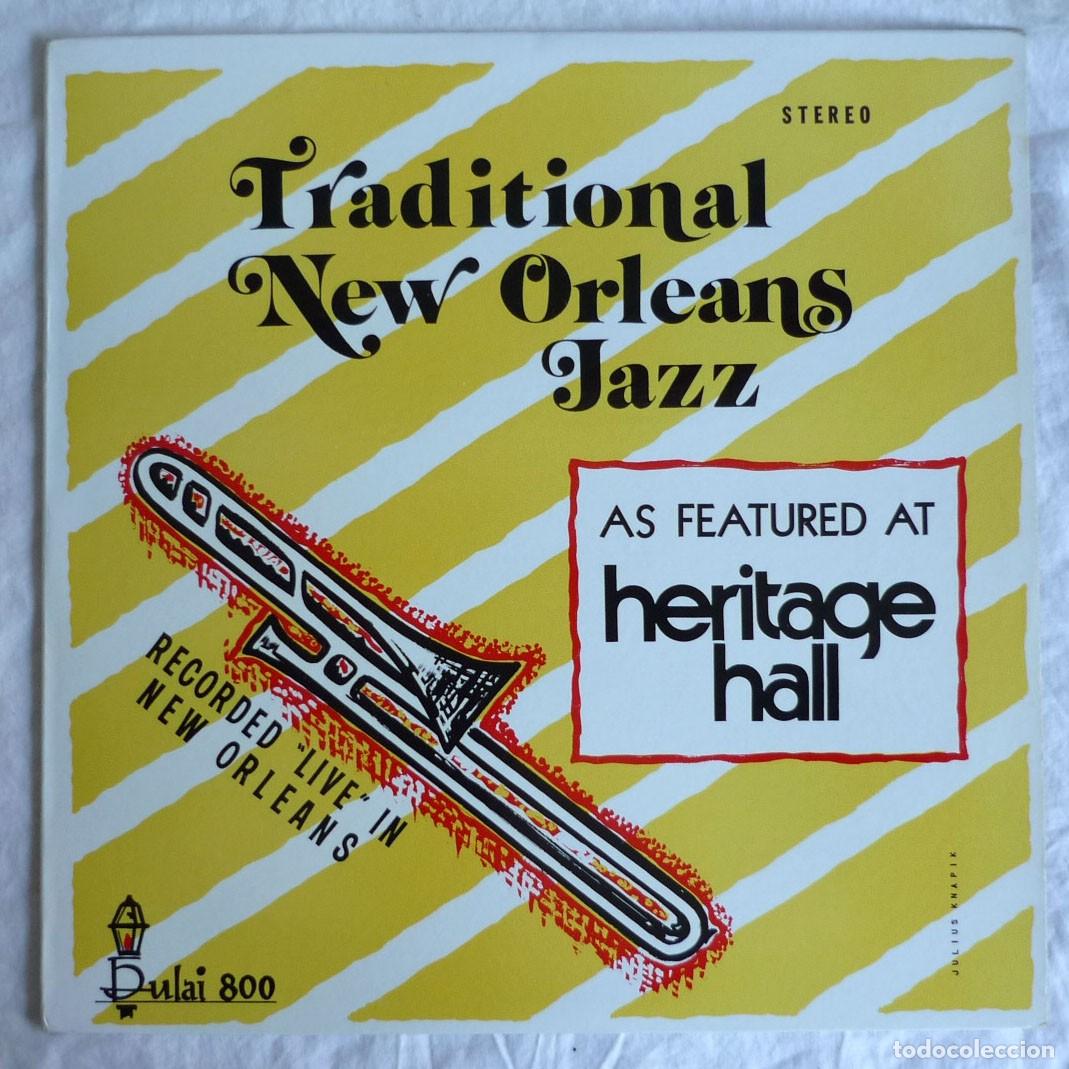 STEREO
Traditional
New Orleans
Jazz
AS FEATURED AT
heritage
hall
RECORDED "LIVE" IN
NEW ORLEANS
Dulai 800
JULIUS KNAPIK
todocoleccion